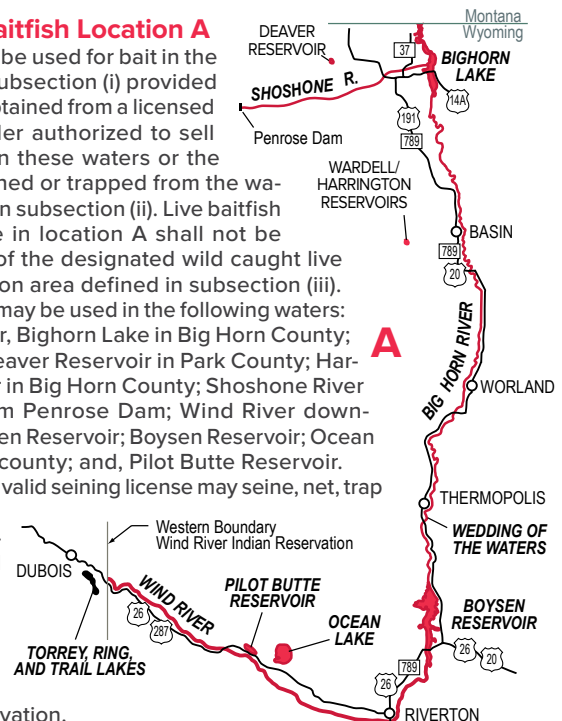 aitfish Location A
be used for bait in the
ubsection (i) provided
btained from a licensed
ler authorized to sell
n these waters or the
ned or trapped from the wa-
n subsection (ii). Live baitfish
e in location A shall not be
of the designated wild caught live
on area defined in subsection (iii).
may be used in the following waters:
r, Bighorn Lake in Big Horn County;
eaver Reservoir in Park County; Har-
r in Big Horn County; Shoshone River
m Penrose Dam; Wind River down-
en Reservoir; Boysen Reservoir; Ocean
county; and, Pilot Butte Reservoir.
valid seining license may seine, net, trap
vation.
Montana
Wyoming
DEAVER
RESERVOIR
37
BIGHORN
LAKE
SHOSHONE R.
14A
Penrose Dam
191
789
WARDELL/
HARRINGTON
RESERVOIRS
BASIN
789
20
A
BIG HORN RIVER
WORLAND
THERMOPOLIS
WEDDING OF
THE WATERS
Western Boundary
Wind River Indian Reservation
DUBOIS
WIND RIVER
26
287
PILOT BUTTE
RESERVOIR
OCEAN
LAKE
BOYSEN
RESERVOIR
TORREY, RING,
AND TRAIL LAKES
789
26
20
26
RIVERTON